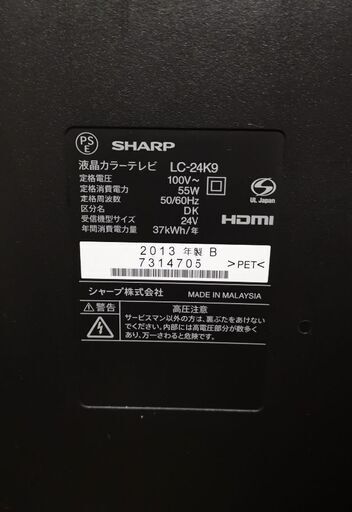 PS
E
SHARP
液晶カラーテレビ LC-24K9
定格電圧 100V～
定格消費電力 55W
定格周波数 50/60Hz
区分名 DK
受信機型サイズ 24V
年間消費電力量 37kWh/年
S
UL Japan
HDMI
2013 年製 B
7314705
>PET<
シャープ株式会社 MADE IN MALAYSIA
警告 高圧注意
サービスマン以外の方は、裏ぶたをあけない
でください。内部には高電圧部分が数多く
あり、万一さわると危険です。